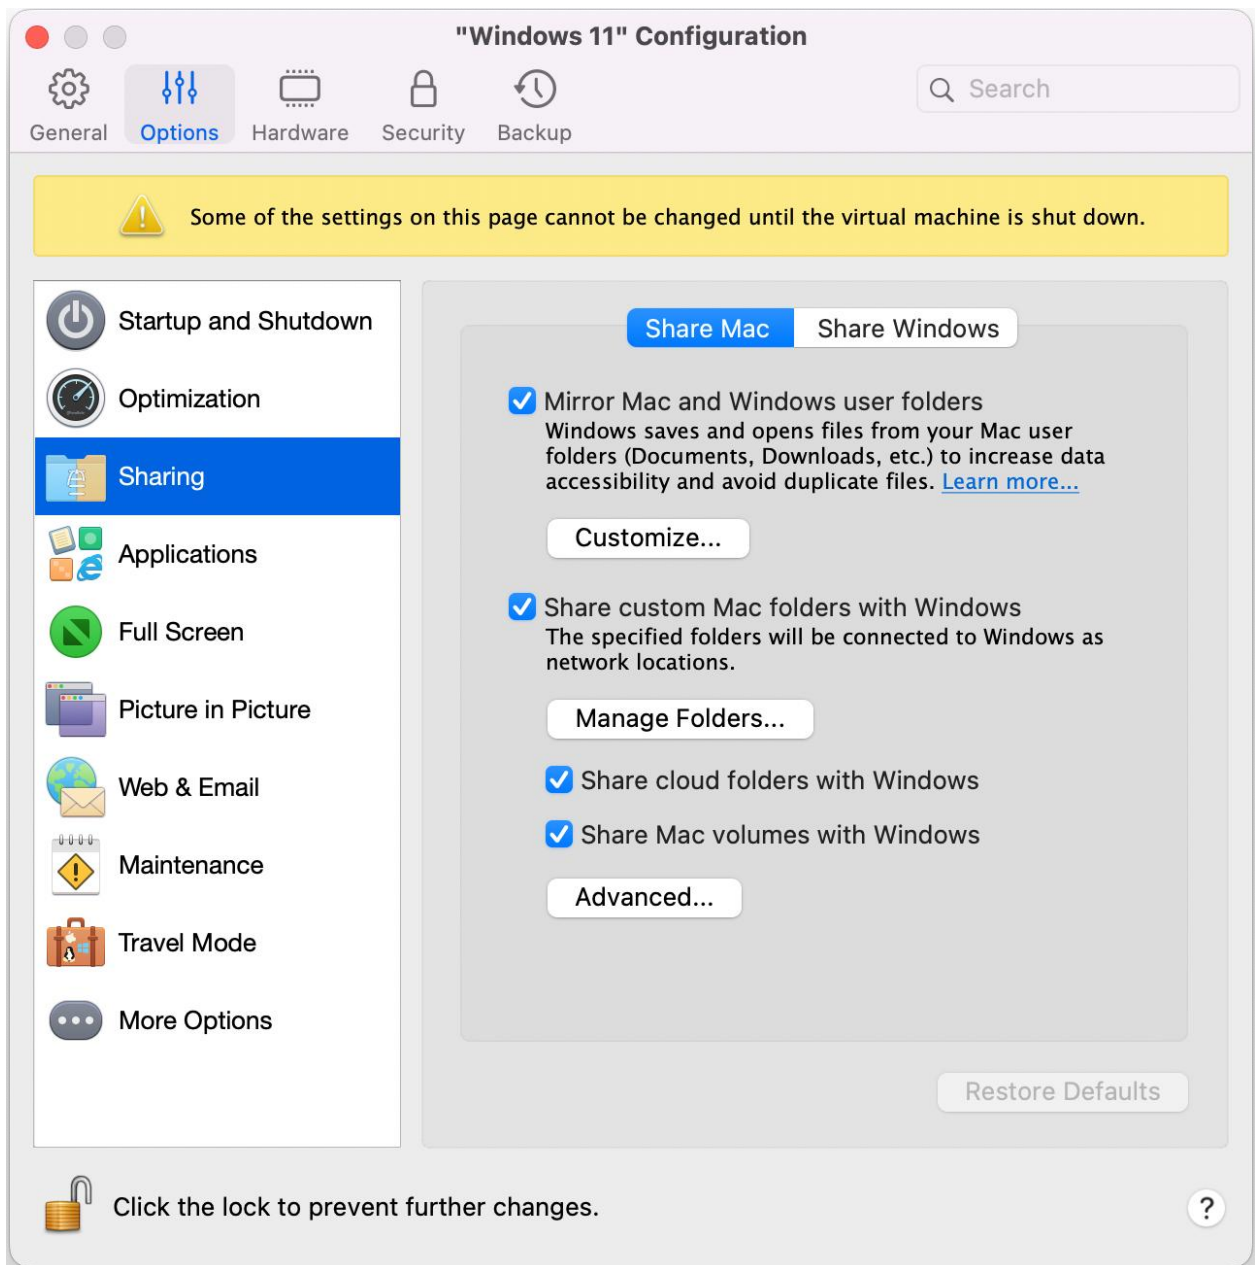 "Windows 11" Configuration
General
Options
Hardware
Security
Backup
Search
Some of the settings on this page cannot be changed until the virtual machine is shut down.
Startup and Shutdown
Optimization
Sharing
Applications
Full Screen
Picture in Picture
Web & Email
Maintenance
Travel Mode
More Options
Share Mac
Share Windows
Mirror Mac and Windows user folders
Windows saves and opens files from your Mac user
folders (Documents, Downloads, etc.) to increase data
accessibility and avoid duplicate files. Learn more...
Customize...
Share custom Mac folders with Windows
The specified folders will be connected to Windows as
network locations.
Manage Folders...
Share cloud folders with Windows
Share Mac volumes with Windows
Advanced...
Restore Defaults
Click the lock to prevent further changes.
?